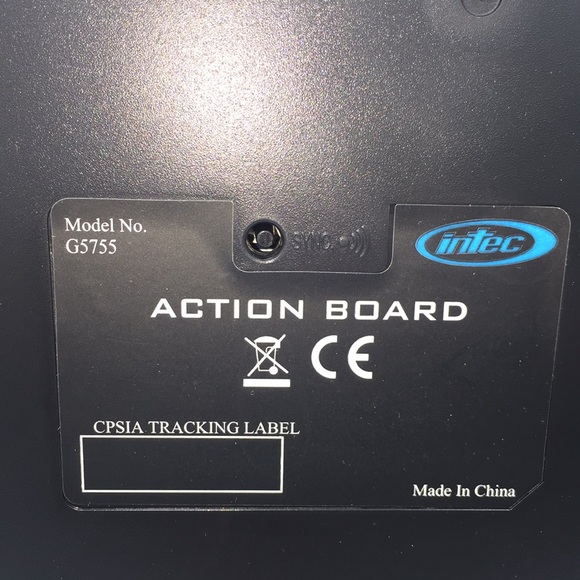 Model No.
G5755
SYNC
intec
ACTION BOARD
CE
CPSIA TRACKING LABEL
Made In China